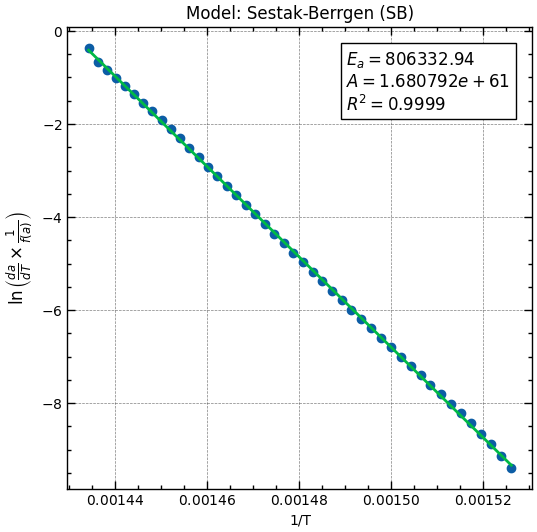 Model: Sestak-Berrgen (SB)
E_a = 806332.94
A = 1.680792e + 61
R^2 = 0.9999
0
−2
−4
−6
−8
ln(da/dT × 1/f(a))
0.00144 0.00146 0.00148 0.00150 0.00152
1/T